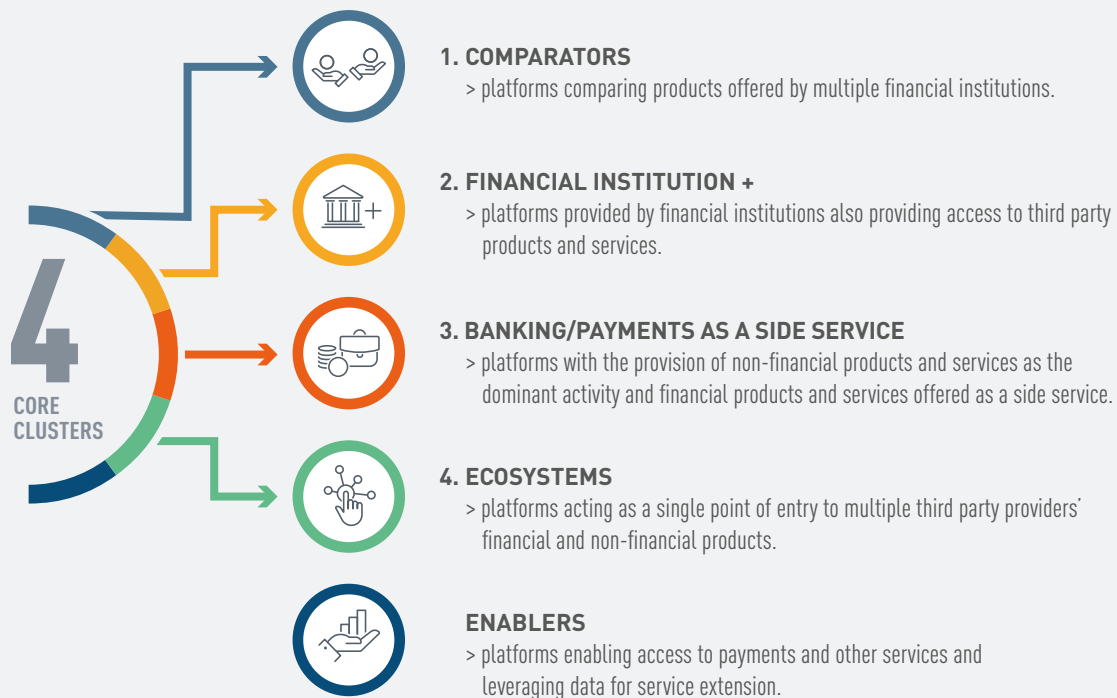 4
CORE
CLUSTERS
1. COMPARATORS
> platforms comparing products offered by multiple financial institutions.
2. FINANCIAL INSTITUTION +
> platforms provided by financial institutions also providing access to third party
products and services.
3. BANKING/PAYMENTS AS A SIDE SERVICE
> platforms with the provision of non-financial products and services as the
dominant activity and financial products and services offered as a side service.
4. ECOSYSTEMS
> platforms acting as a single point of entry to multiple third party providers’
financial and non-financial products.
ENABLERS
> platforms enabling access to payments and other services and
leveraging data for service extension.